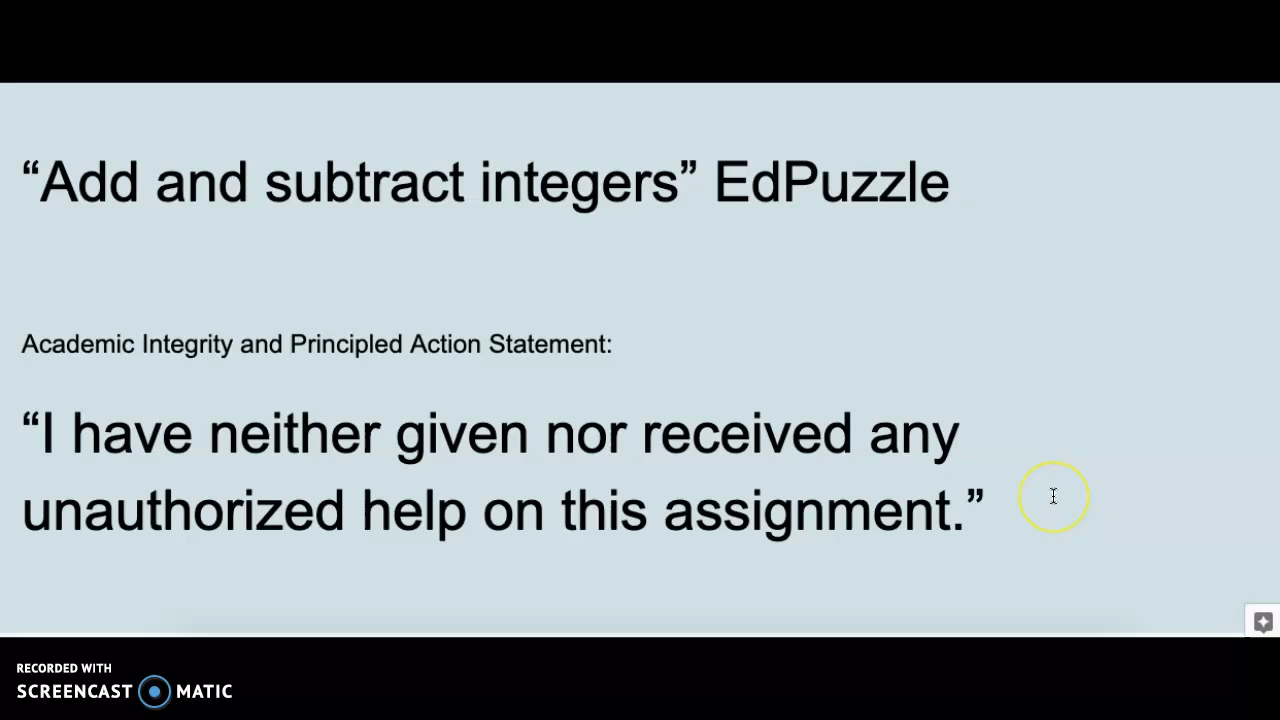 “Add and subtract integers” EdPuzzle
Academic Integrity and Principled Action Statement:
“I have neither given nor received any
unauthorized help on this assignment.”
RECORDED WITH
SCREENCAST MATIC